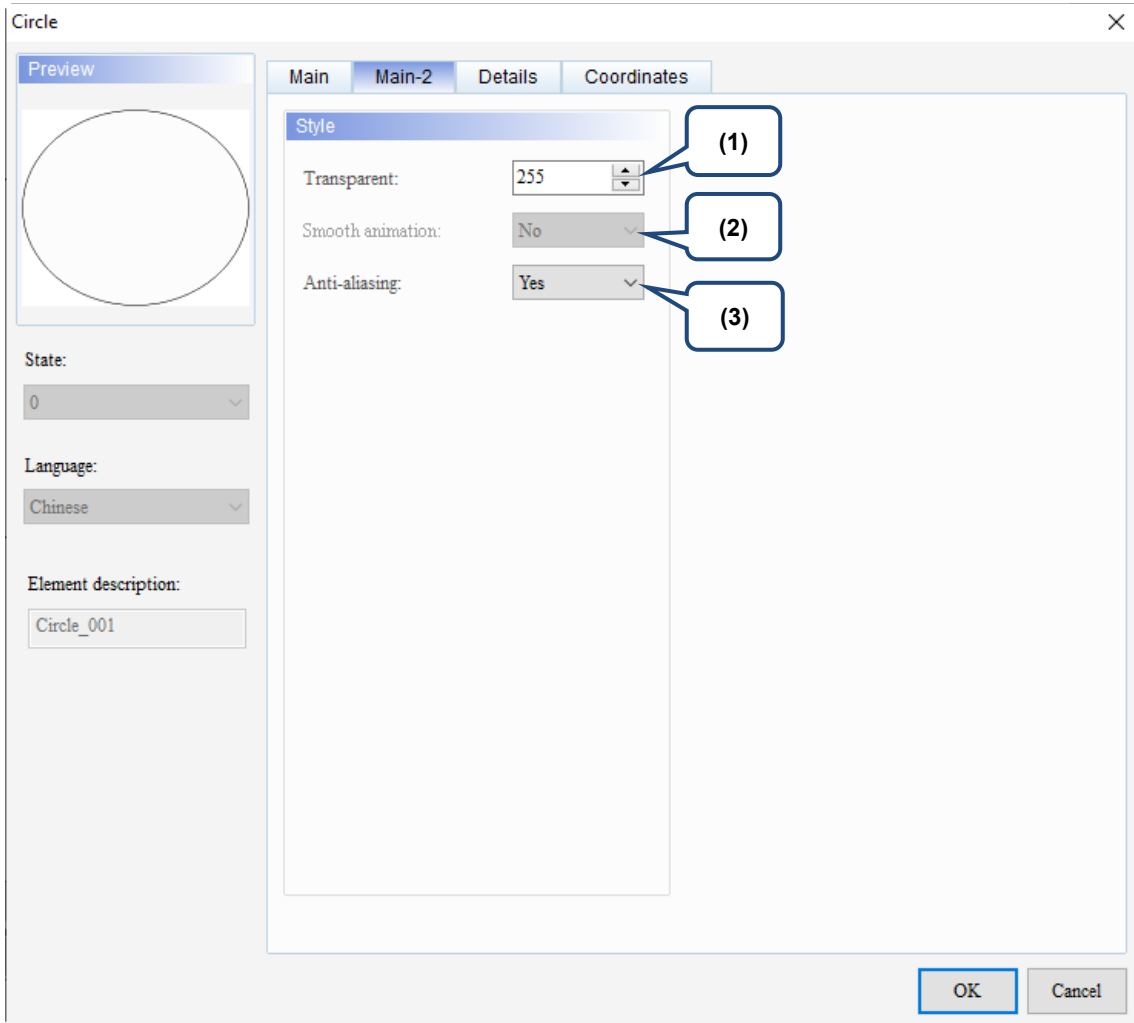 Circle
Preview
Main Main-2 Details Coordinates
Style
(1)
Transparent: 255
Smooth animation: No
(2)
Anti-aliasing: Yes
(3)
State:
0
Language:
Chinese
Element description:
Circle_001
OK Cancel